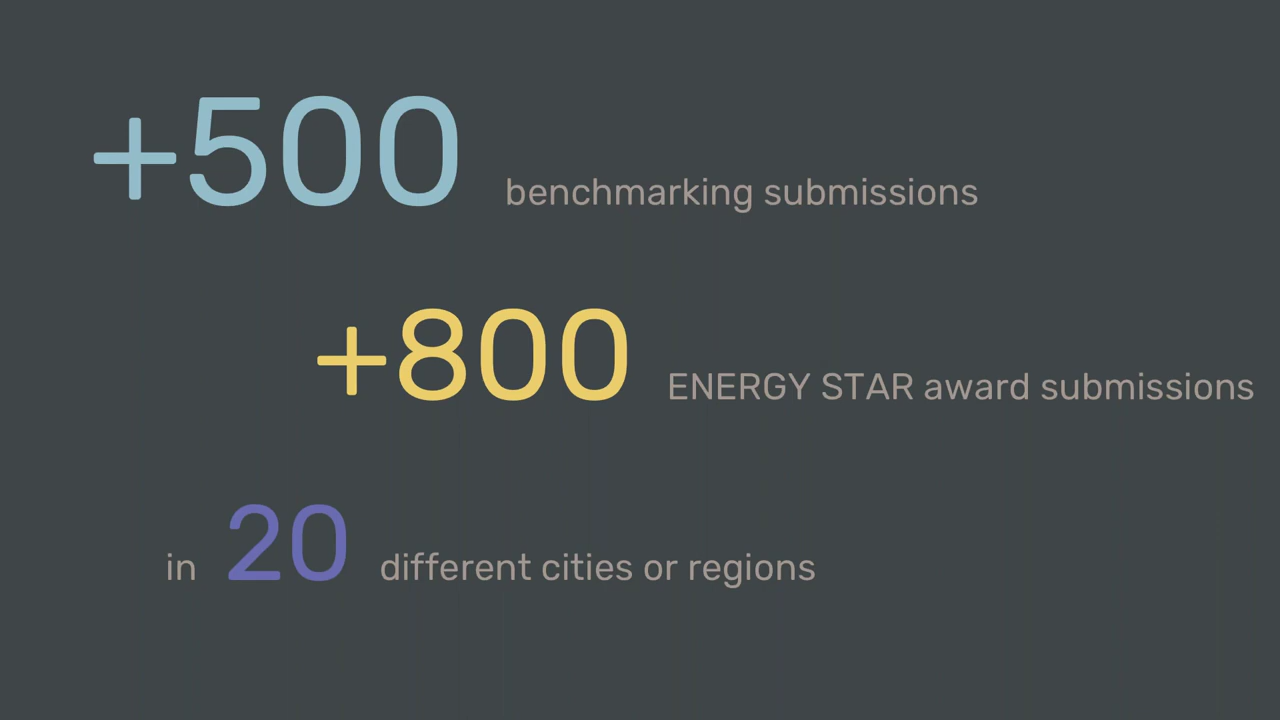 +500 benchmarking submissions
+800 ENERGY STAR award submissions
in 20 different cities or regions